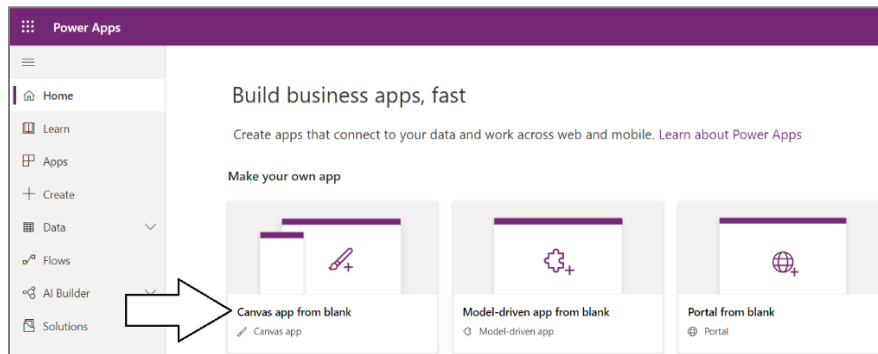 Power Apps
Home
Learn
Apps
Create
Data
Flows
AI Builder
Solutions
Build business apps, fast
Create apps that connect to your data and work across web and mobile. Learn about Power Apps
Make your own app
Canvas app from blank
Canvas app
Model-driven app from blank
Model-driven app
Portal from blank
Portal